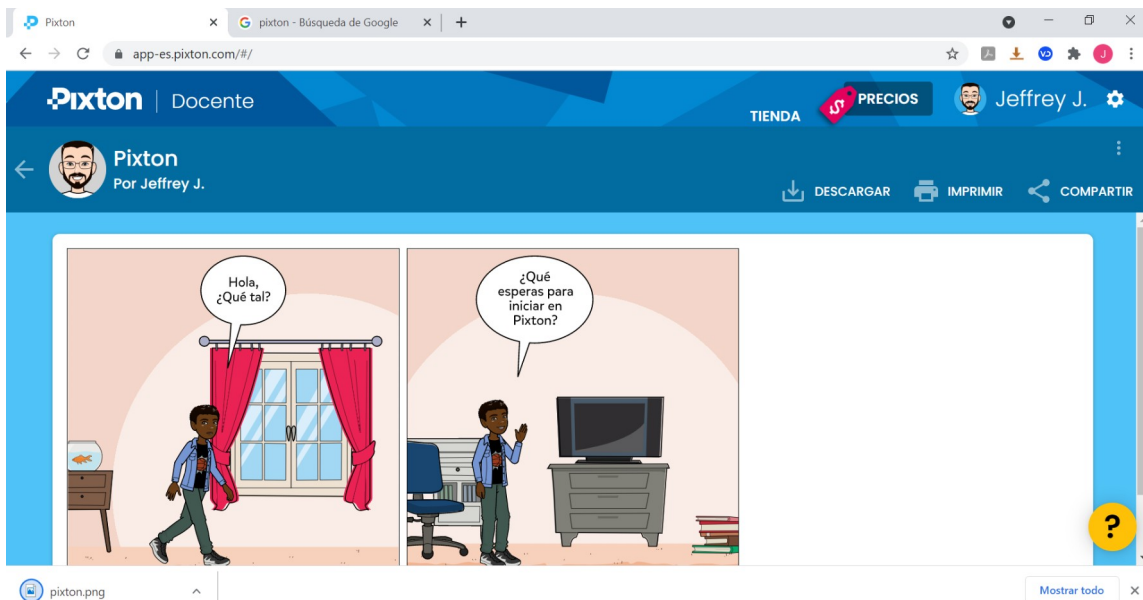 Pixton
pixton - Búsqueda de Google
app-es.pixton.com/#/
J
Pixton | Docente
TIENDA
$
PRECIOS
Jeffrey J.
Pixton
Por Jeffrey J.
DESCARGAR
IMPRIMIR
COMPARTIR
Hola,
¿Qué tal?
¿Qué
esperas para
iniciar en
Pixton?
?
pixton.png
Mostrar todo